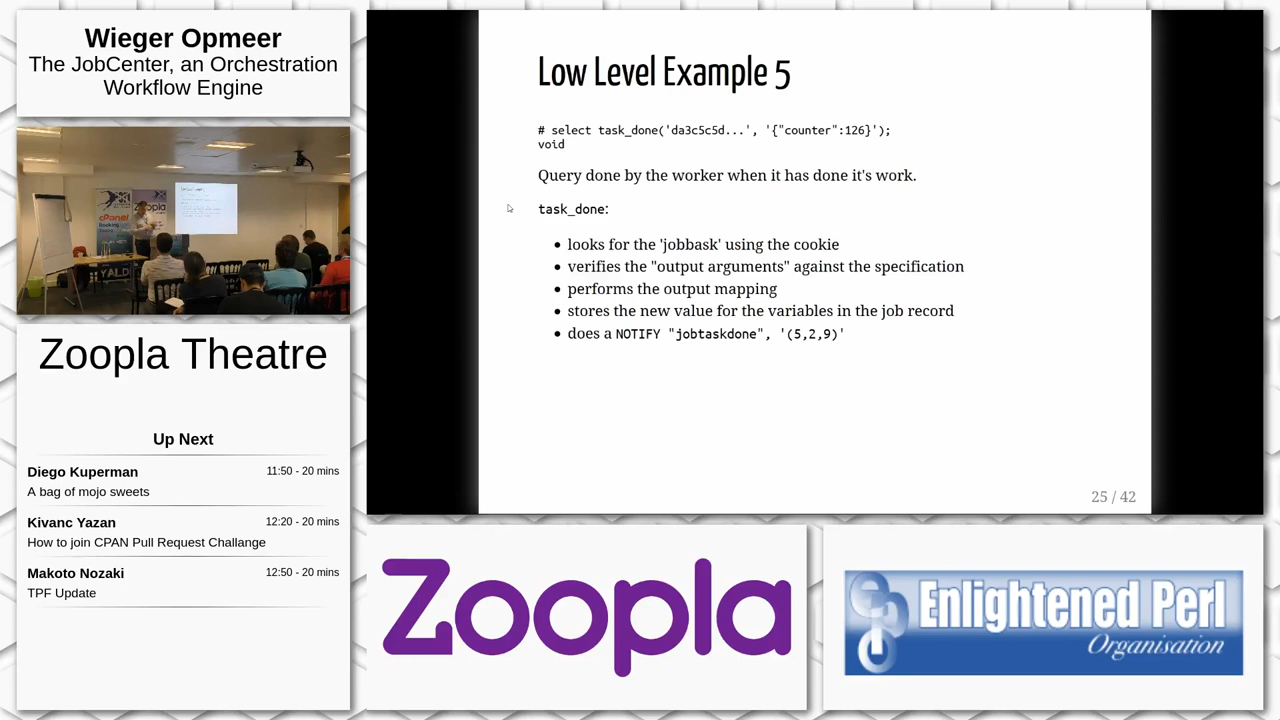 Wieger Opmeer
The JobCenter, an Orchestration
Workflow Engine
cPanel
YALD
Zoopla Theatre
Up Next
Diego Kuperman 11:50 - 20 mins
A bag of mojo sweets
Kivanc Yazan 12:20 - 20 mins
How to join CPAN Pull Request Challange
Makoto Nozaki 12:50 - 20 mins
TPF Update
Low Level Example 5
# select task_done('da3c5c5d...', '{"counter":126}');
void
Query done by the worker when it has done it's work.
task_done:
• looks for the 'jobbask' using the cookie
• verifies the "output arguments" against the specification
• performs the output mapping
• stores the new value for the variables in the job record
• does a NOTIFY "jobtaskdone", '(5,2,9)'
25 / 42
Zoopla
Enlightened Perl
Organisation